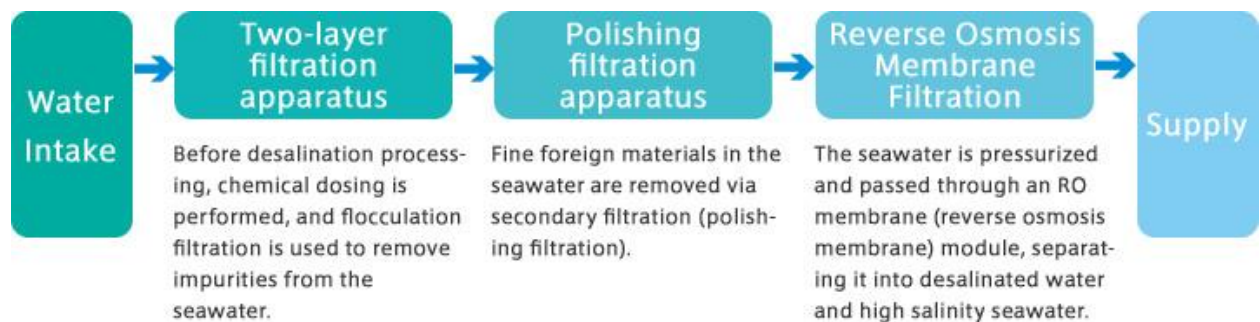 Water
Intake
Two-layer
filtration
apparatus
Before desalination process-
ing, chemical dosing is
performed, and flocculation
filtration is used to remove
impurities from the
seawater.
Polishing
filtration
apparatus
Fine foreign materials in the
seawater are removed via
secondary filtration (polish-
ing filtration).
Reverse Osmosis
Membrane
Filtration
The seawater is pressurized
and passed through an RO
membrane (reverse osmosis
membrane) module, separat-
ing it into desalinated water
and high salinity seawater.
Supply